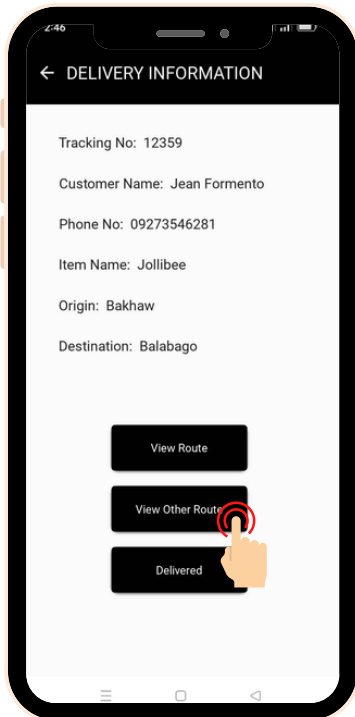 2:46
DELIVERY INFORMATION
Tracking No: 12359
Customer Name: Jean Formento
Phone No: 09273546281
Item Name: Jollibee
Origin: Bakhaw
Destination: Balabago
View Route
View Other Route
Delivered